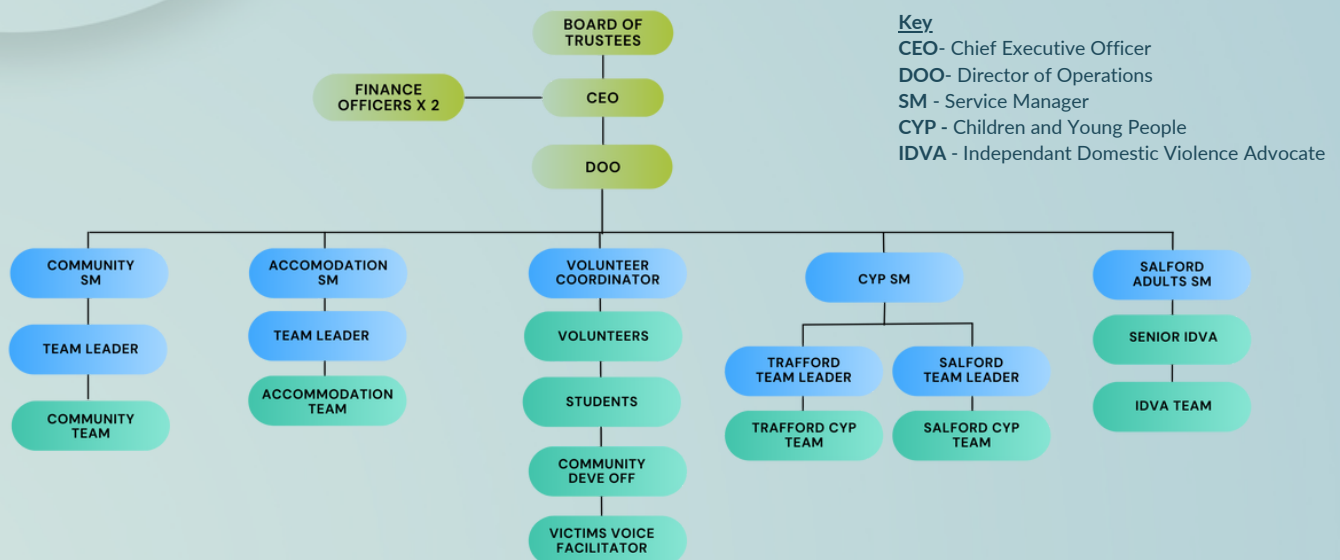 BOARD OF
TRUSTEES
FINANCE
OFFICERS X 2
CEO
DOO
Key
CEO- Chief Executive Officer
DOO- Director of Operations
SM - Service Manager
CYP - Children and Young People
IDVA - Independant Domestic Violence Advocate
COMMUNITY
SM
TEAM LEADER
COMMUNITY
TEAM
ACCOMODATION
SM
TEAM LEADER
ACCOMMODATION
TEAM
VOLUNTEER
COORDINATOR
VOLUNTEERS
STUDENTS
COMMUNITY
DEVE OFF
VICTIMS VOICE
FACILITATOR
CYP SM
TRAFFORD
TEAM LEADER
TRAFFORD CYP
TEAM
SALFORD
TEAM LEADER
SALFORD CYP
TEAM
SALFORD
ADULTS SM
SENIOR IDVA
IDVA TEAM